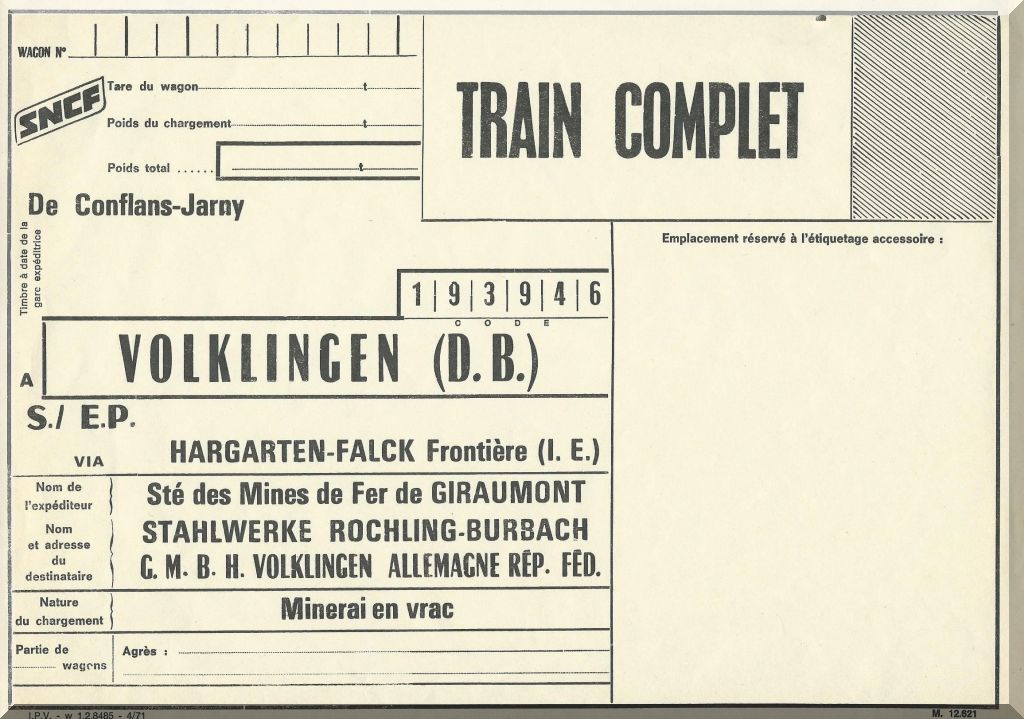 WAGON Nº
SNCF
Tare du wagon t
Poids du chargement t
Poids total ...... t
TRAIN COMPLET
De Conflans-Jarny
Timbre à date de la
gare expéditrice
Emplacement réservé à l'étiquetage accessoire :
1 9 3 9 4 6
CODE
A VOLKLINGEN (D.B.)
S./ E.P.
VIA HARGARTEN-FALCK Frontière (I. E.)
Nom de
l'expéditeur
Sté des Mines de Fer de GIRAUMONT
Nom
et adresse
du
destinataire
STAHLWERKE ROCHLING-BURBACH
G. M. B. H. VOLKLINGEN ALLEMAGNE RÉP. FÉD.
Nature
du chargement
Minerai en vrac
Partie de
wagons
Agrès :
I.P.V. - w 1.2.8485 - 4/71
M. 12.621